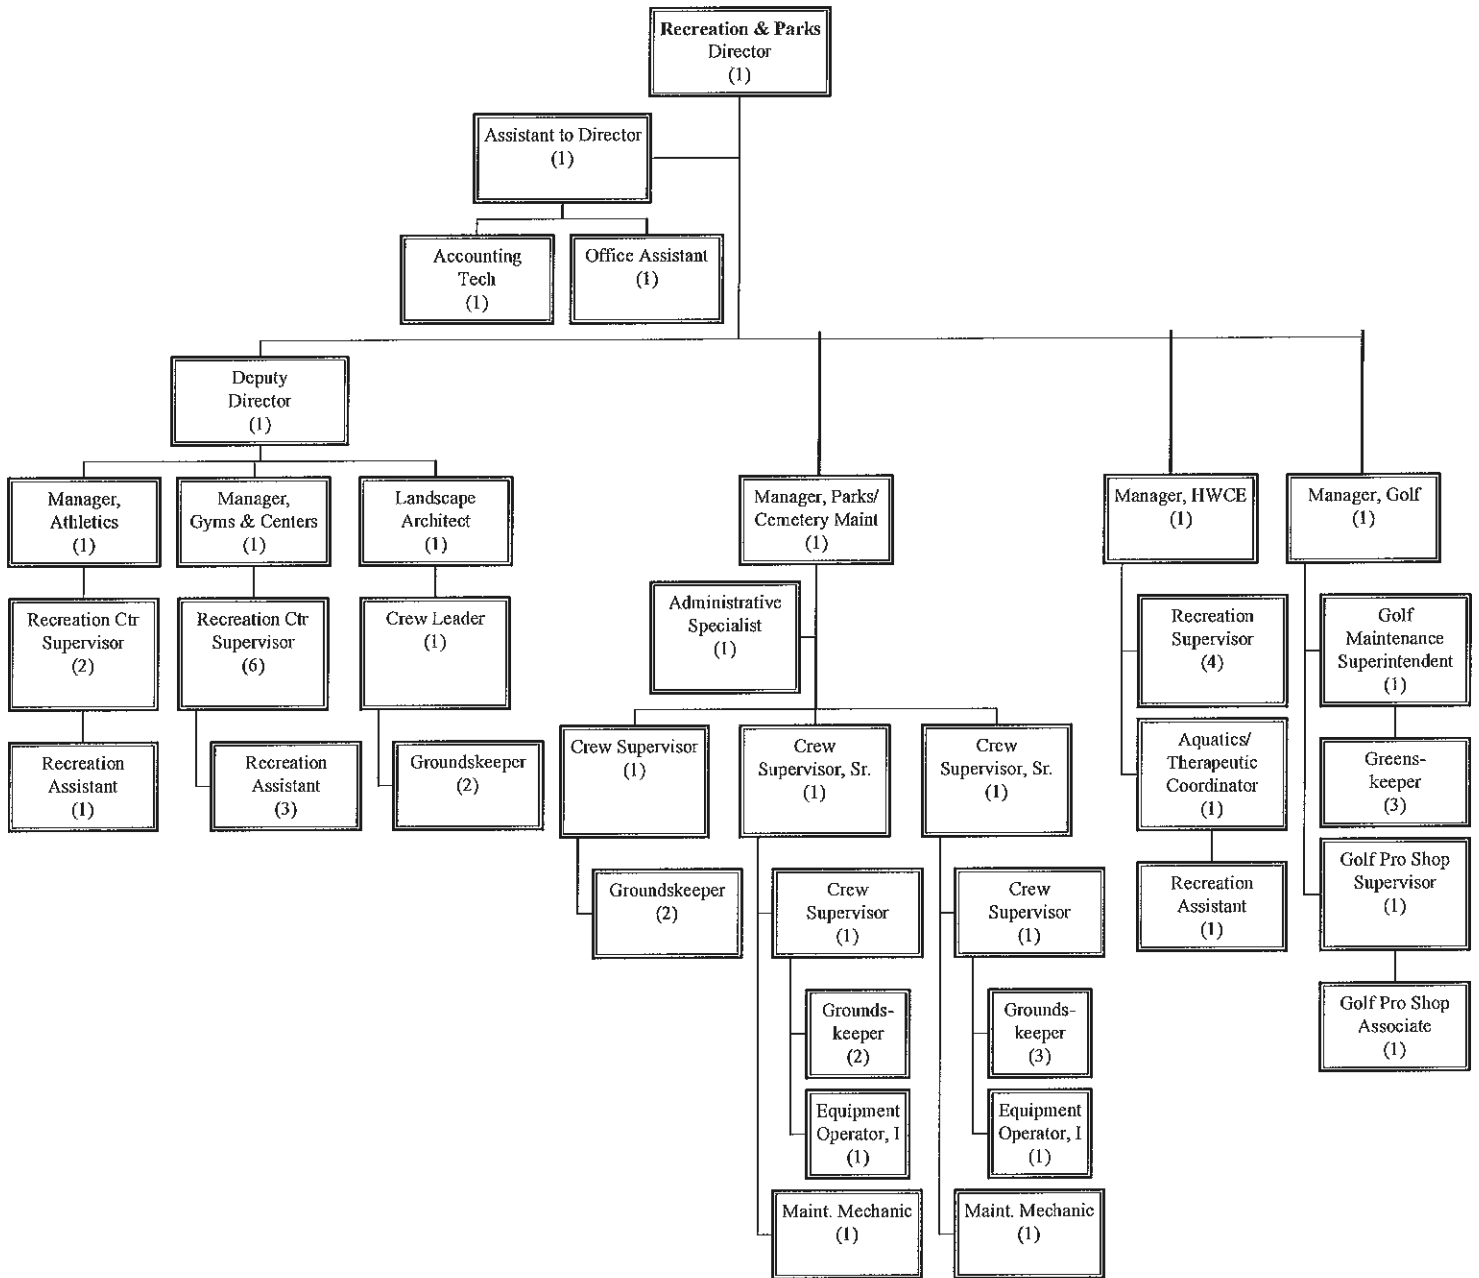 Recreation & Parks
Director
(1)
Assistant to Director
(1)
Accounting
Tech
(1)
Office Assistant
(1)
Deputy
Director
(1)
Manager,
Athletics
(1)
Manager,
Gyms & Centers
(1)
Landscape
Architect
(1)
Manager, Parks/
Cemetery Maint
(1)
Manager, HWCE
(1)
Manager, Golf
(1)
Recreation Ctr
Supervisor
(2)
Recreation Ctr
Supervisor
(6)
Crew Leader
(1)
Administrative
Specialist
(1)
Recreation
Supervisor
(4)
Golf
Maintenance
Superintendent
(1)
Recreation
Assistant
(1)
Recreation
Assistant
(3)
Groundskeeper
(2)
Crew Supervisor
(1)
Crew
Supervisor, Sr.
(1)
Crew
Supervisor, Sr.
(1)
Aquatics/
Therapeutic
Coordinator
(1)
Greens-
keeper
(3)
Groundskeeper
(2)
Crew
Supervisor
(1)
Crew
Supervisor
(1)
Recreation
Assistant
(1)
Golf Pro Shop
Supervisor
(1)
Grounds-
keeper
(2)
Grounds-
keeper
(3)
Golf Pro Shop
Associate
(1)
Equipment
Operator, I
(1)
Equipment
Operator, I
(1)
Maint. Mechanic
(1)
Maint. Mechanic
(1)